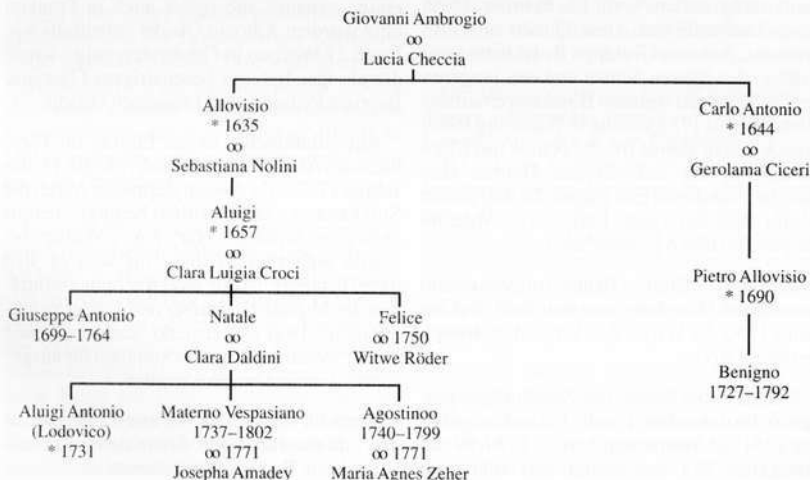 Giovanni Ambrogio
∞
Lucia Checcia
Allovisio
* 1635
∞
Sebastiana Nolini
Carlo Antonio
* 1644
∞
Gerolama Ciceri
Aluigi
* 1657
∞
Clara Luigia Croci
Pietro Allovisio
* 1690
Giuseppe Antonio
1699–1764
Natale
∞
Clara Daldini
Felice
∞ 1750
Witwe Röder
Benigno
1727–1792
Aluigi Antonio
(Lodovico)
* 1731
Materno Vespasiano
1737–1802
∞ 1771
Josepha Amadey
Agostinoo
1740–1799
∞ 1771
Maria Agnes Zeher